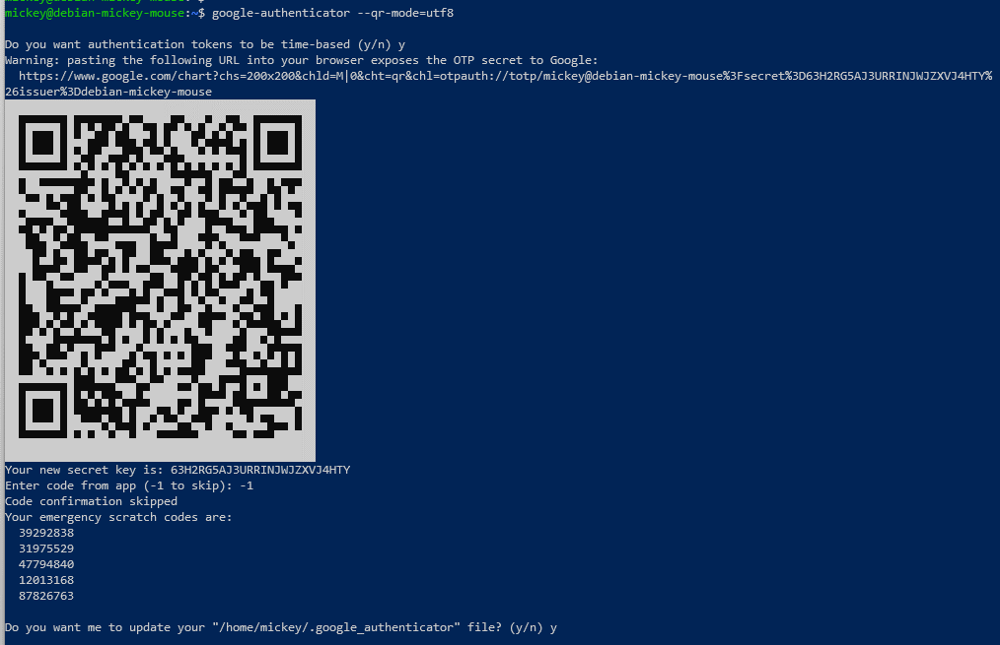 mickey@debian-mickey-mouse:~$ google-authenticator --qr-mode=utf8
Do you want authentication tokens to be time-based (y/n) y
Warning: pasting the following URL into your browser exposes the OTP secret to Google:
https://www.google.com/chart?chs=200x200&chld=M|0&cht=qr&chl=otpauth://totp/mickey@debian-mickey-mouse%3Fsecret%3D63H2RG5AJ3URRINJWJZXVJ4HTY%
26issuer%3Ddebian-mickey-mouse
Your new secret key is: 63H2RG5AJ3URRINJWJZXVJ4HTY
Enter code from app (-1 to skip): -1
Code confirmation skipped
Your emergency scratch codes are:
39292838
31975529
47794840
12013168
87826763
Do you want me to update your "/home/mickey/.google_authenticator" file? (y/n) y